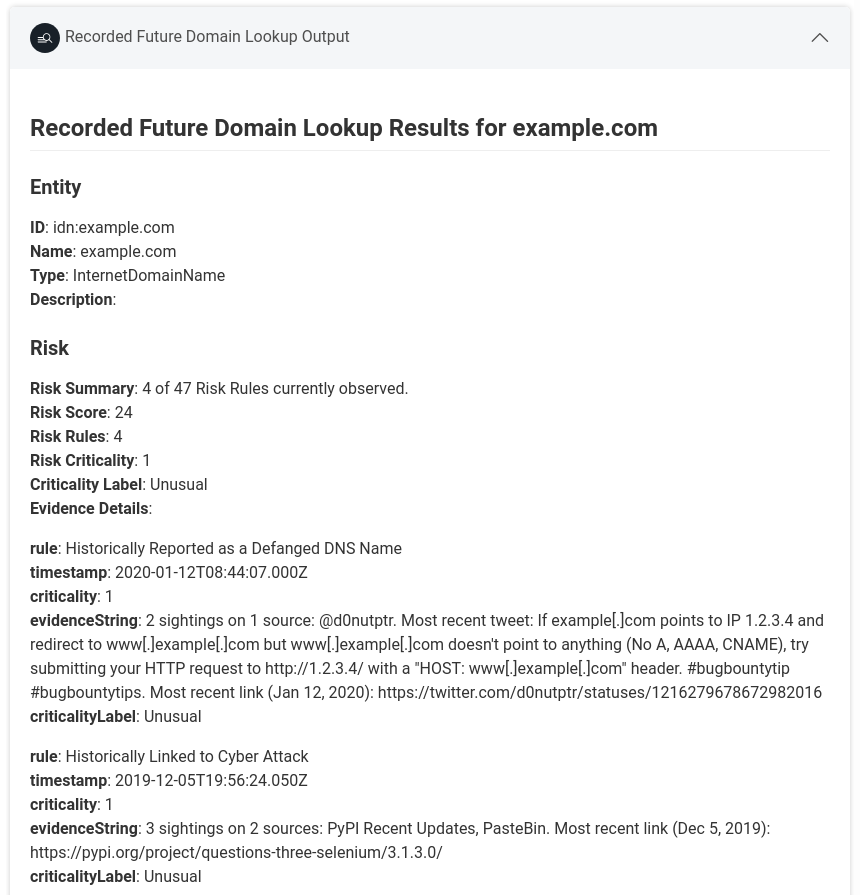 Recorded Future Domain Lookup Output
Recorded Future Domain Lookup Results for example.com
Entity
ID: idn:example.com
Name: example.com
Type: InternetDomainName
Description:
Risk
Risk Summary: 4 of 47 Risk Rules currently observed.
Risk Score: 24
Risk Rules: 4
Risk Criticality: 1
Criticality Label: Unusual
Evidence Details:
rule: Historically Reported as a Defanged DNS Name
timestamp: 2020-01-12T08:44:07.000Z
criticality: 1
evidenceString: 2 sightings on 1 source: @d0nutptr. Most recent tweet: If example[.]com points to IP 1.2.3.4 and
redirect to www[.]example[.]com but www[.]example[.]com doesn't point to anything (No A, AAAA, CNAME), try
submitting your HTTP request to http://1.2.3.4/ with a "HOST: www[.]example[.]com" header. #bugbountytip
#bugbountytips. Most recent link (Jan 12, 2020): https://twitter.com/d0nutptr/statuses/1216279678672982016
criticalityLabel: Unusual
rule: Historically Linked to Cyber Attack
timestamp: 2019-12-05T19:56:24.050Z
criticality: 1
evidenceString: 3 sightings on 2 sources: PyPI Recent Updates, PasteBin. Most recent link (Dec 5, 2019):
https://pypi.org/project/questions-three-selenium/3.1.3.0/
criticalityLabel: Unusual